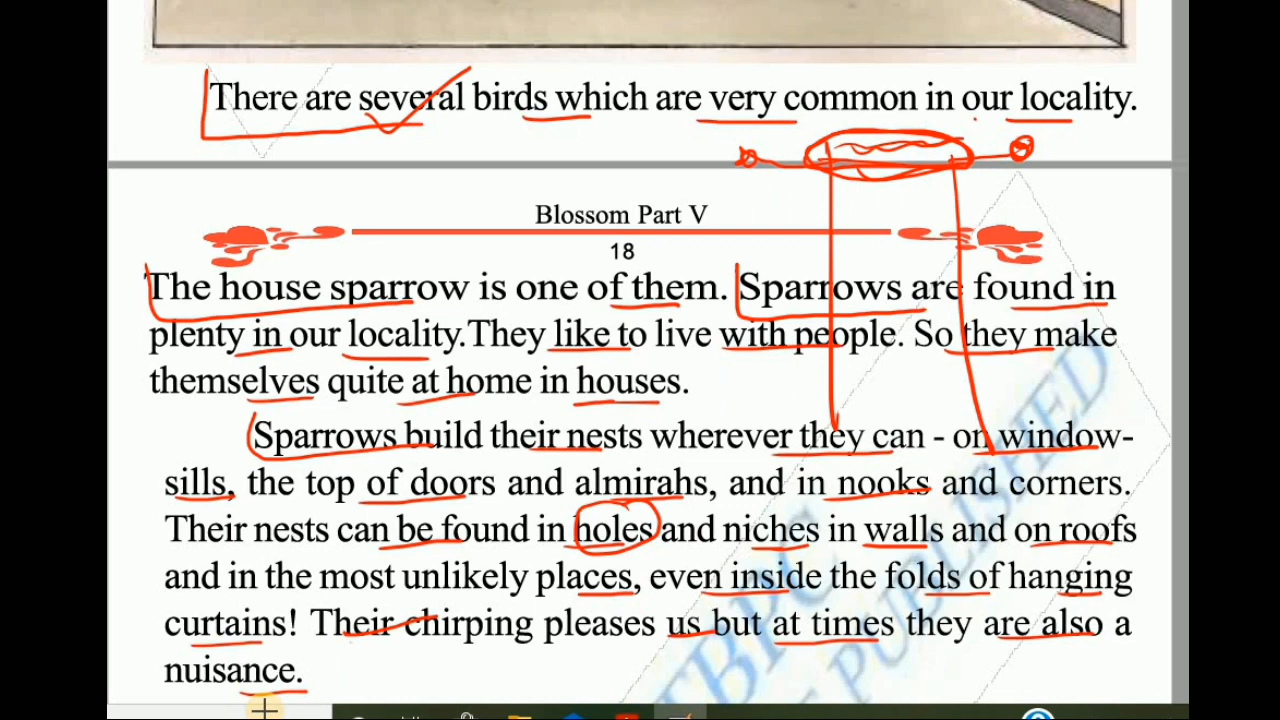 There are several birds which are very common in our locality.
Blossom Part V
18
The house sparrow is one of them. Sparrows are found in
plenty in our locality.They like to live with people. So they make
themselves quite at home in houses.
Sparrows build their nests wherever they can - on window-
sills, the top of doors and almirahs, and in nooks and corners.
Their nests can be found in holes and niches in walls and on roofs
and in the most unlikely places, even inside the folds of hanging
curtains! Their chirping pleases us but at times they are also a
nuisance.
PUBLISHED